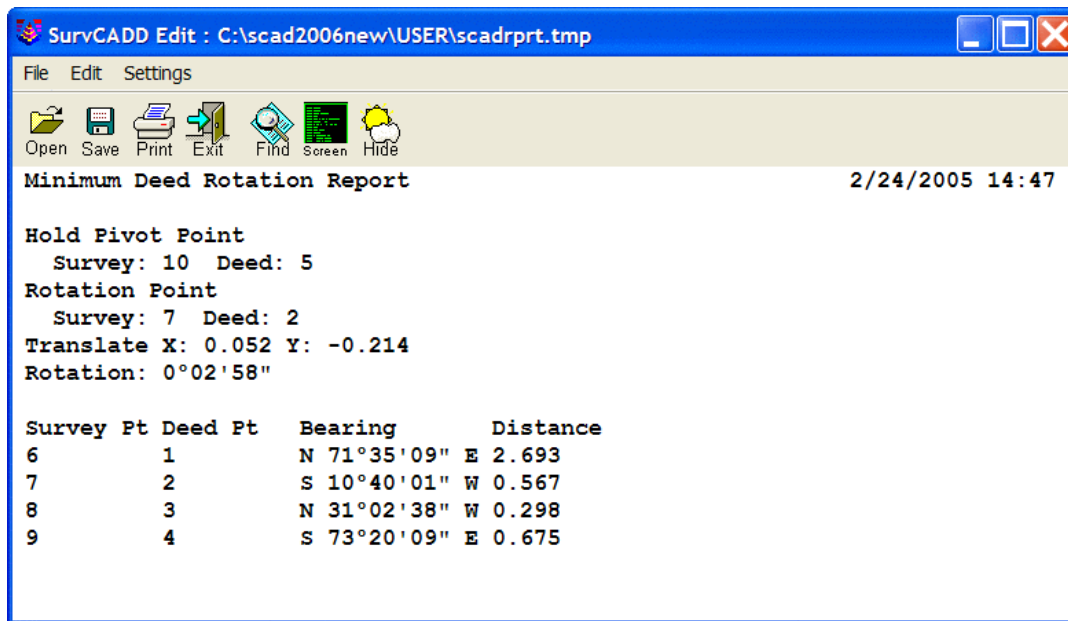 SurvCADD Edit : C:\scad2006new\USER\scadrprt.tmp
File Edit Settings
Open Save Print Exit Find Screen Hide
Minimum Deed Rotation Report 2/24/2005 14:47
Hold Pivot Point
Survey: 10 Deed: 5
Rotation Point
Survey: 7 Deed: 2
Translate X: 0.052 Y: -0.214
Rotation: 0°02'58"
Survey Pt Deed Pt Bearing Distance
6 1 N 71°35'09" E 2.693
7 2 S 10°40'01" W 0.567
8 3 N 31°02'38" W 0.298
9 4 S 73°20'09" E 0.675